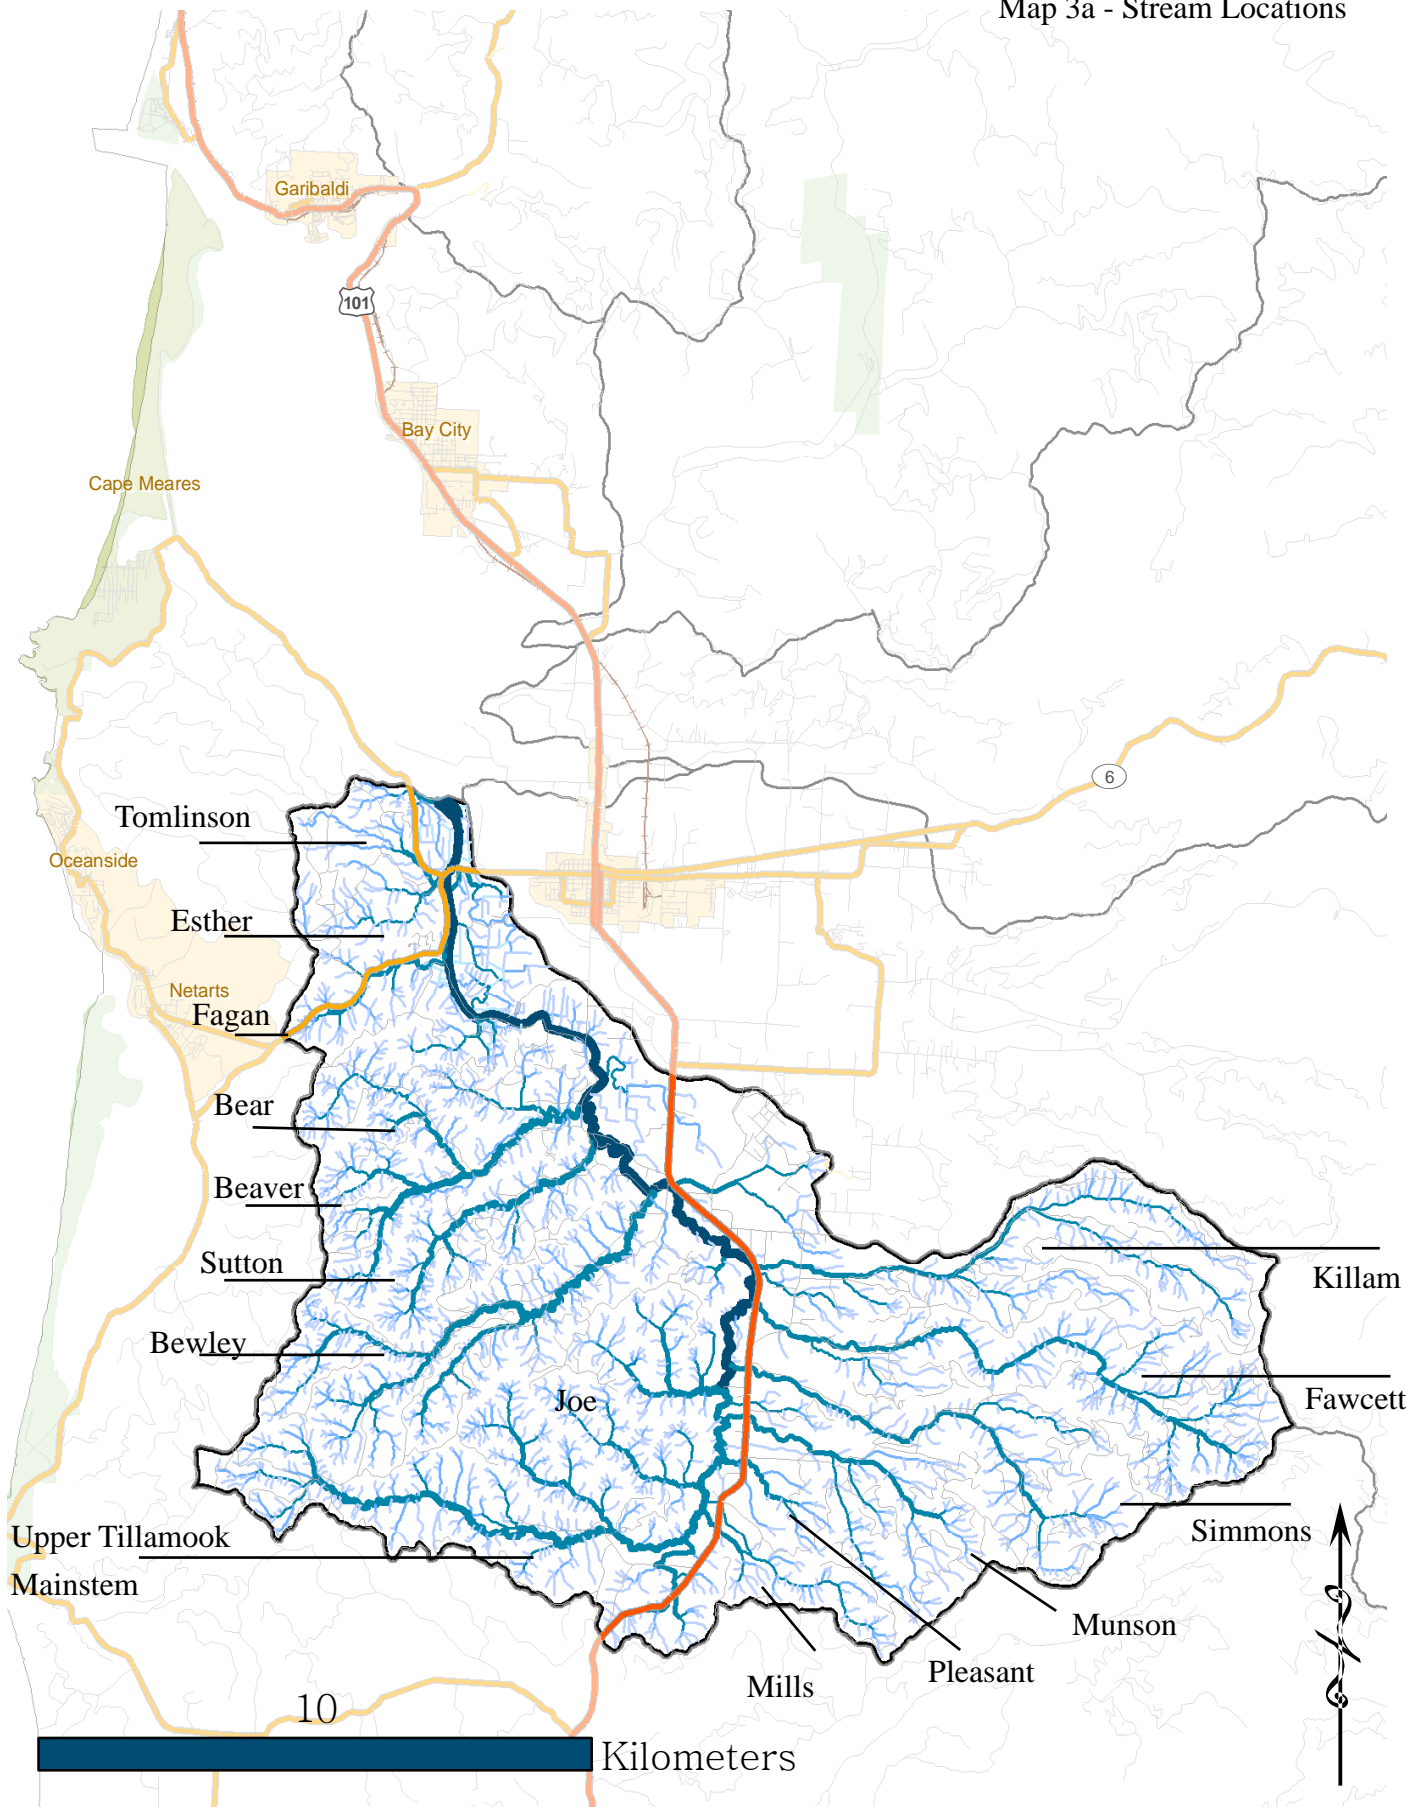 Map 3a - Stream Locations
Garibaldi
101
Bay City
Cape Meares
6
Tomlinson
Oceanside
Esther
Netarts
Fagan
Bear
Beaver
Sutton
Killam
Bewley
Joe
Fawcett
Simmons
Upper Tillamook
Mainstem
Munson
Pleasant
Mills
10
Kilometers